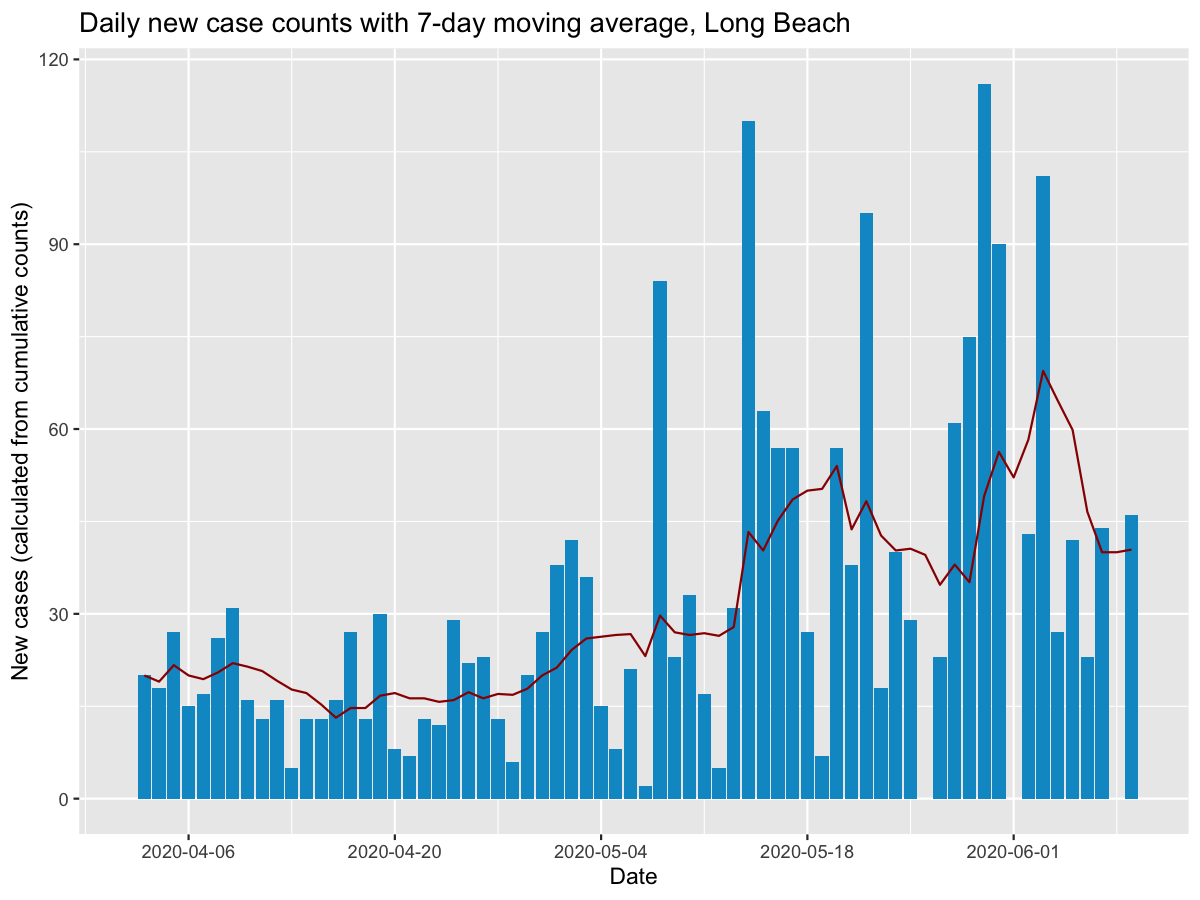 Daily new case counts with 7-day moving average, Long Beach
New cases (calculated from cumulative counts)
120
90
60
30
0
2020-04-06 2020-04-20 2020-05-04 2020-05-18 2020-06-01
Date